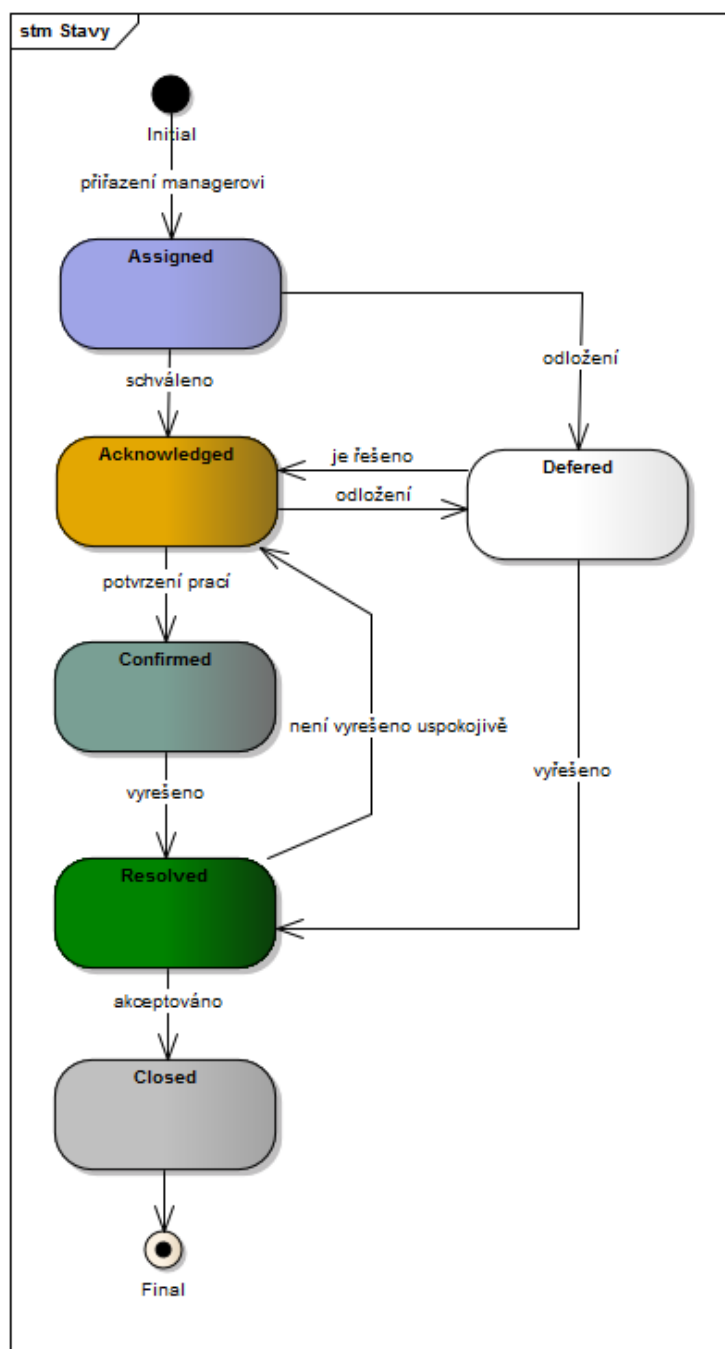 stm Stavy
Initial
přiřazení managerovi
Assigned
odložení
schváleno
Acknowledged
je řešeno
Defered
odložení
potvrzení prací
Confirmed
není vyrešeno uspokojivě
vyrešeno
vyřešeno
Resolved
akceptováno
Closed
Final